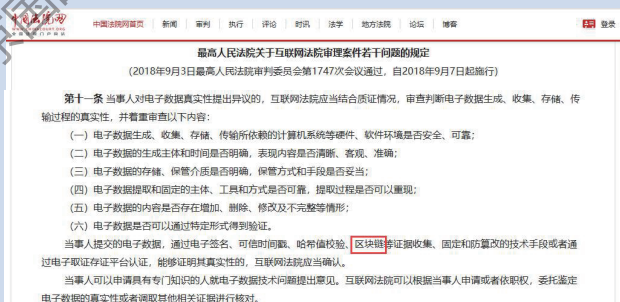 中国法院网
中国法院网首页 新闻 审判 执行 评论 时讯 法学 地方法院 论坛 博客 登录
最高人民法院关于互联网法院审理案件若干问题的规定
(2018年9月3日最高人民法院审判委员会第1747次会议通过，自2018年9月7日起施行)
第十一条 当事人对电子数据真实性提出异议的，互联网法院应当结合质证情况，审查判断电子数据生成、收集、存储、传
输过程的真实性，并着重审查以下内容：
(一) 电子数据生成、收集、存储、传输所依赖的计算机系统等硬件、软件环境是否安全、可靠；
(二) 电子数据的生成主体和时间是否明确，表现内容是否清晰、客观、准确；
(三) 电子数据的存储、保管介质是否明确，保管方式和手段是否妥当；
(四) 电子数据提取和固定的主体、工具和方式是否可靠，提取过程是否可以重现；
(五) 电子数据的内容是否存在增加、删除、修改及不完整等情形；
(六) 电子数据是否可以通过特定形式得到验证。
当事人提交的电子数据，通过电子签名、可信时间戳、哈希值校验、区块链等证据收集、固定和防篡改的技术手段或者通
过电子取证存证平台认证，能够证明其真实性的，互联网法院应当确认。
当事人可以申请具有专门知识的人就电子数据技术问题提出意见。互联网法院可以根据当事人申请或者依职权，委托鉴定
电子数据的真实性或者调取其他相关证据进行核对。